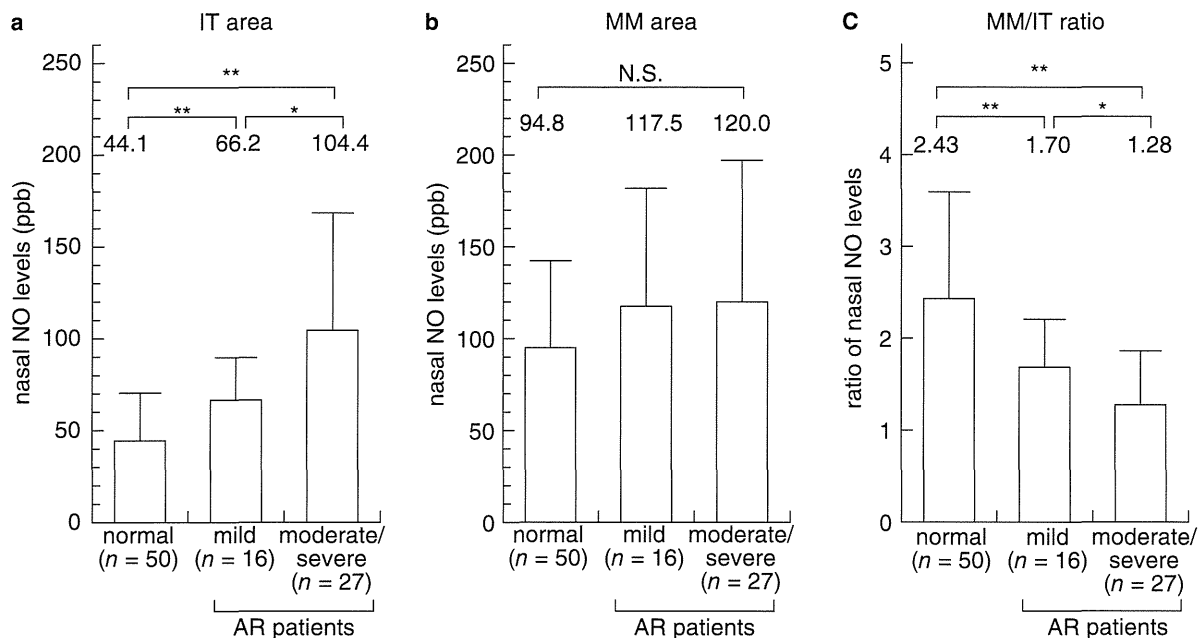 a
IT area
nasal NO levels (ppb)
250
200
150
100
50
0
**
** *
44.1 66.2 104.4
normal mild moderate/
(n = 50) (n = 16) severe
(n = 27)
AR patients
b
MM area
nasal NO levels (ppb)
250
200
150
100
50
0
N.S.
94.8 117.5 120.0
normal mild moderate/
(n = 50) (n = 16) severe
(n = 27)
AR patients
C
MM/IT ratio
ratio of nasal NO levels
5
4
3
2
1
0
**
** *
2.43 1.70 1.28
normal mild moderate/
(n = 50) (n = 16) severe
(n = 27)
AR patients